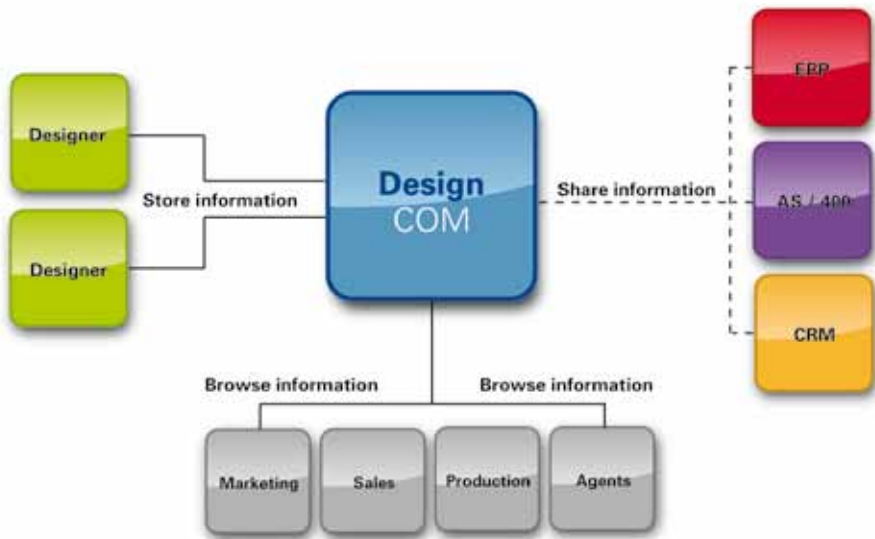 Designer
Store information
Designer
Design
COM
Share information
ERP
AS / 400
CRM
Browse information
Browse information
Marketing
Sales
Production
Agents